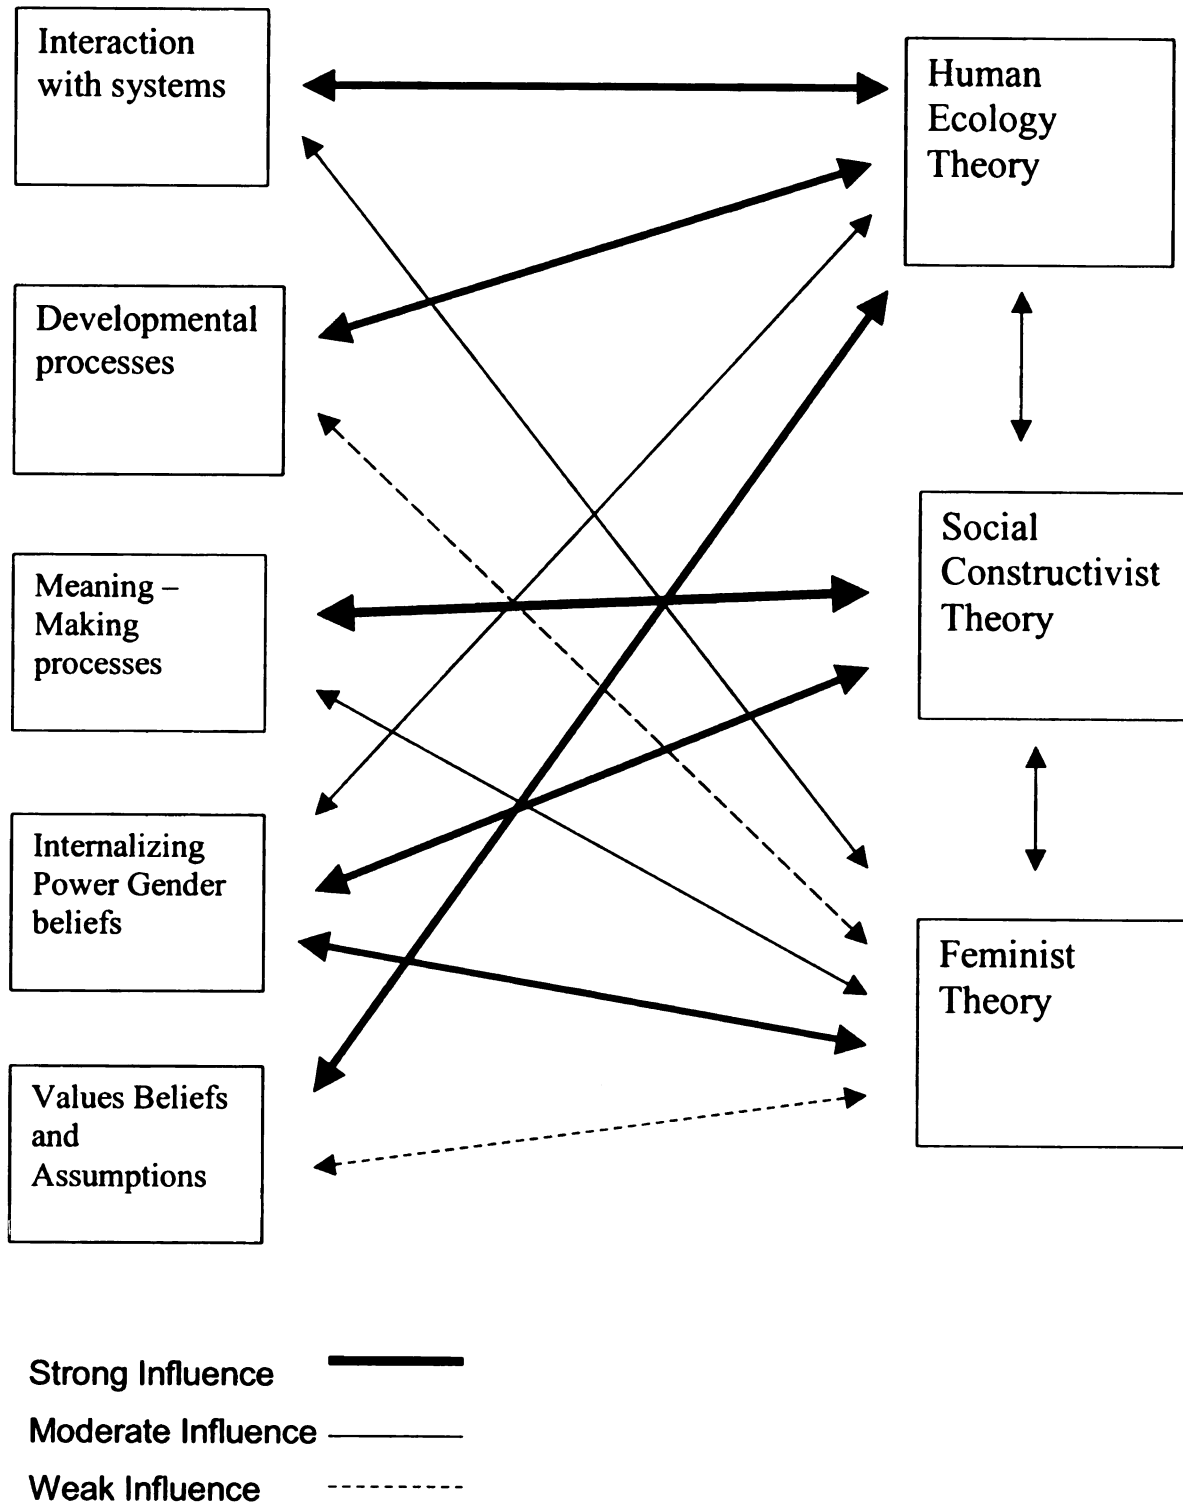 Interaction
with systems
Human
Ecology
Theory
Developmental
processes
Social
Constructivist
Theory
Meaning –
Making
processes
Internalizing
Power Gender
beliefs
Feminist
Theory
Values Beliefs
and
Assumptions
Strong Influence
Moderate Influence
Weak Influence